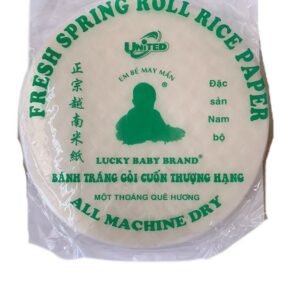 FRESH SPRING ROLL RICE PAPER
UNITED
EM BÉ MAY MẮN
正宗越南米紙
Đặc
sản
Nam
bộ
LUCKY BABY BRAND®
BÁNH TRÁNG GỎI CUỐN THƯỢNG HẠNG
MỘT THOÁNG QUÊ HƯƠNG
ALL MACHINE DRY